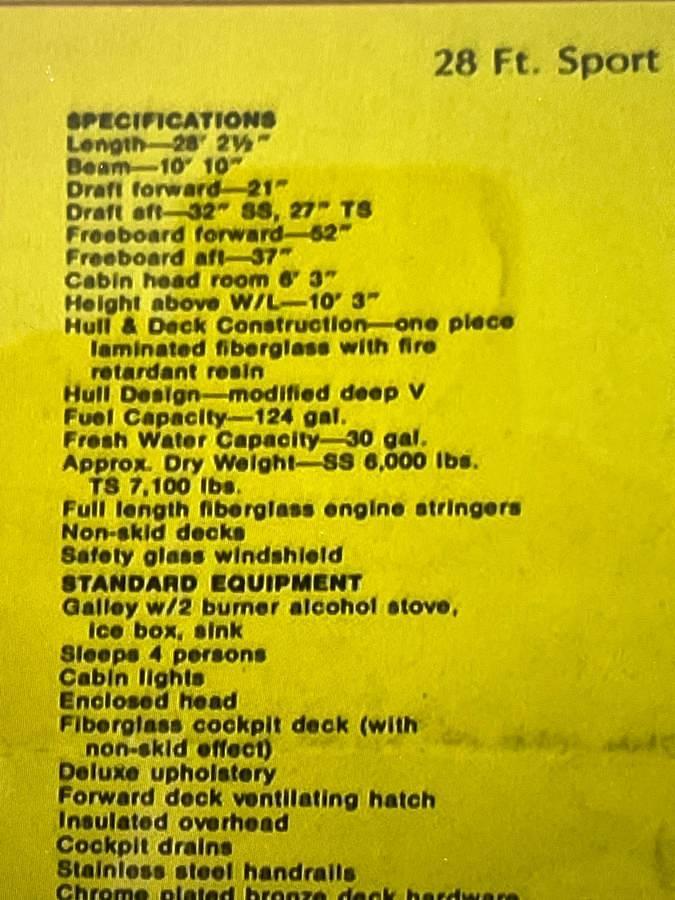 28 Ft. Sport
SPECIFICATIONS
Length—28' 2½"
Beam—10' 10"
Draft forward—21"
Draft aft—32" SS, 27" TS
Freeboard forward—52"
Freeboard aft—37"
Cabin head room 6' 3"
Height above W/L—10' 3"
Hull & Deck Construction—one piece
laminated fiberglass with fire
retardant resin
Hull Design—modified deep V
Fuel Capacity—124 gal.
Fresh Water Capacity—30 gal.
Approx. Dry Weight—SS 6,000 lbs.
TS 7,100 lbs.
Full length fiberglass engine stringers
Non-skid decks
Safety glass windshield
STANDARD EQUIPMENT
Galley w/2 burner alcohol stove,
ice box, sink
Sleeps 4 persons
Cabin lights
Enclosed head
Fiberglass cockpit deck (with
non-skid effect)
Deluxe upholstery
Forward deck ventilating hatch
Insulated overhead
Cockpit drains
Stainless steel handrails
Chrome plated bronze deck hardware